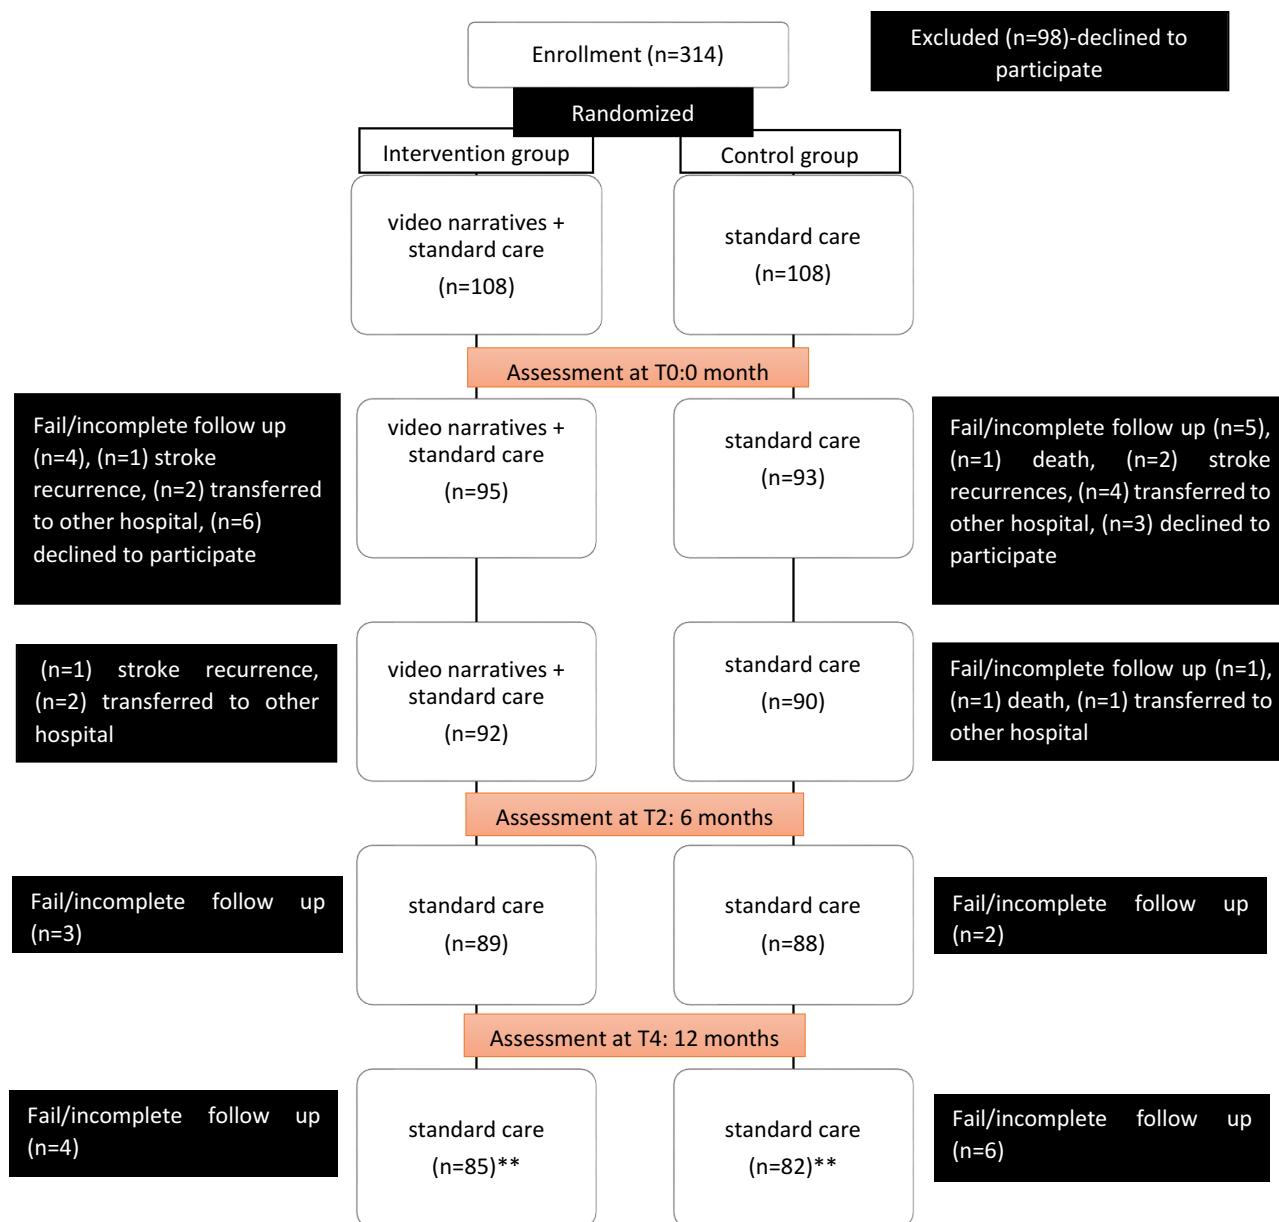 Enrollment (n=314)
Excluded (n=98)-declined to
participate
Randomized
Intervention group
Control group
video narratives +
standard care
(n=108)
standard care
(n=108)
Assessment at T0:0 month
Fail/incomplete follow up
(n=4), (n=1) stroke
recurrence, (n=2) transferred
to other hospital, (n=6)
declined to participate
video narratives +
standard care
(n=95)
standard care
(n=93)
Fail/incomplete follow up (n=5),
(n=1) death, (n=2) stroke
recurrences, (n=4) transferred to
other hospital, (n=3) declined to
participate
(n=1) stroke recurrence,
(n=2) transferred to other
hospital
video narratives +
standard care
(n=92)
standard care
(n=90)
Fail/incomplete follow up (n=1),
(n=1) death, (n=1) transferred to
other hospital
Assessment at T2: 6 months
Fail/incomplete follow up
(n=3)
standard care
(n=89)
standard care
(n=88)
Fail/incomplete follow up
(n=2)
Assessment at T4: 12 months
Fail/incomplete follow up
(n=4)
standard care
(n=85)**
standard care
(n=82)**
Fail/incomplete follow up
(n=6)